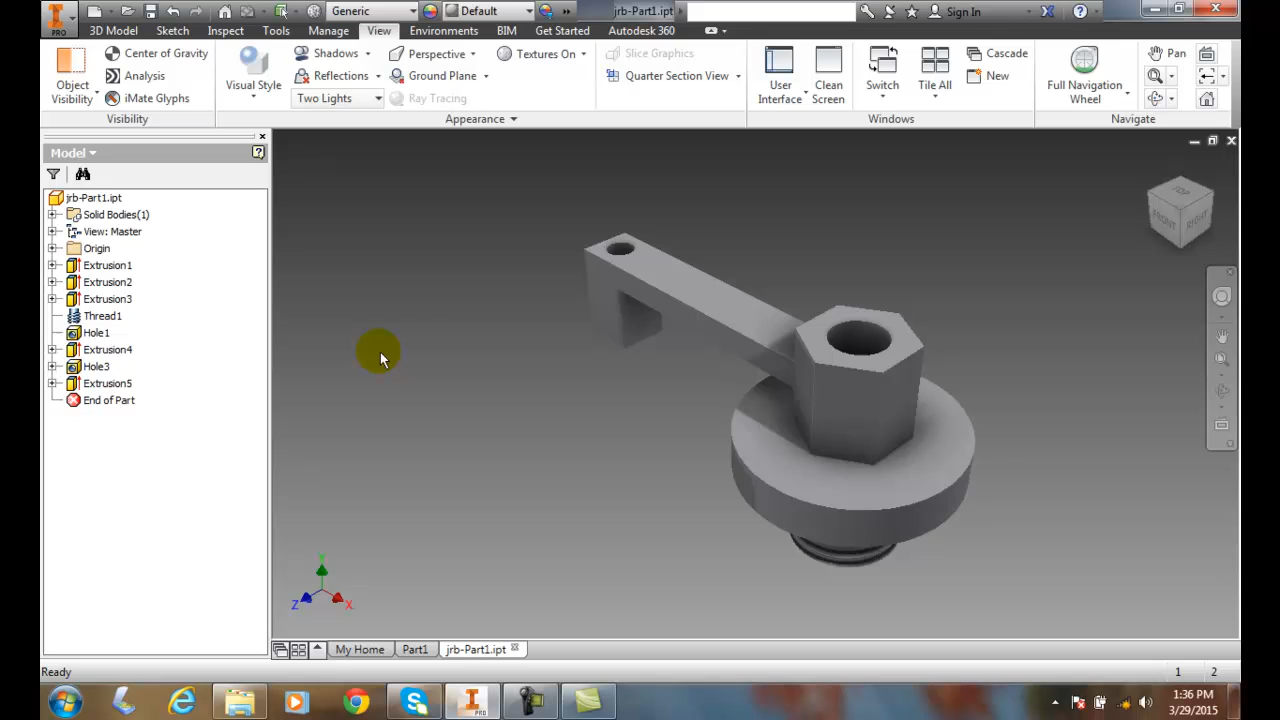 PRO
Generic
Default
jrb-Part1.ipt
Sign In
3D Model
Sketch
Inspect
Tools
Manage
View
Environments
BIM
Get Started
Autodesk 360
Object
Visibility
Center of Gravity
Analysis
iMate Glyphs
Visibility
Visual Style
Shadows
Reflections
Two Lights
Perspective
Ground Plane
Ray Tracing
Textures On
Slice Graphics
Quarter Section View
Appearance
User
Interface
Clean
Screen
Switch
Tile All
Cascade
New
Windows
Full Navigation
Wheel
Pan
Navigate
Model
jrb-Part1.ipt
Solid Bodies(1)
View: Master
Origin
Extrusion1
Extrusion2
Extrusion3
Thread1
Hole1
Extrusion4
Hole3
Extrusion5
End of Part
TOP
FRONT
RIGHT
Y
Z
X
My Home
Part1
jrb-Part1.ipt
Ready
1
2
PRO
1:36 PM
3/29/2015